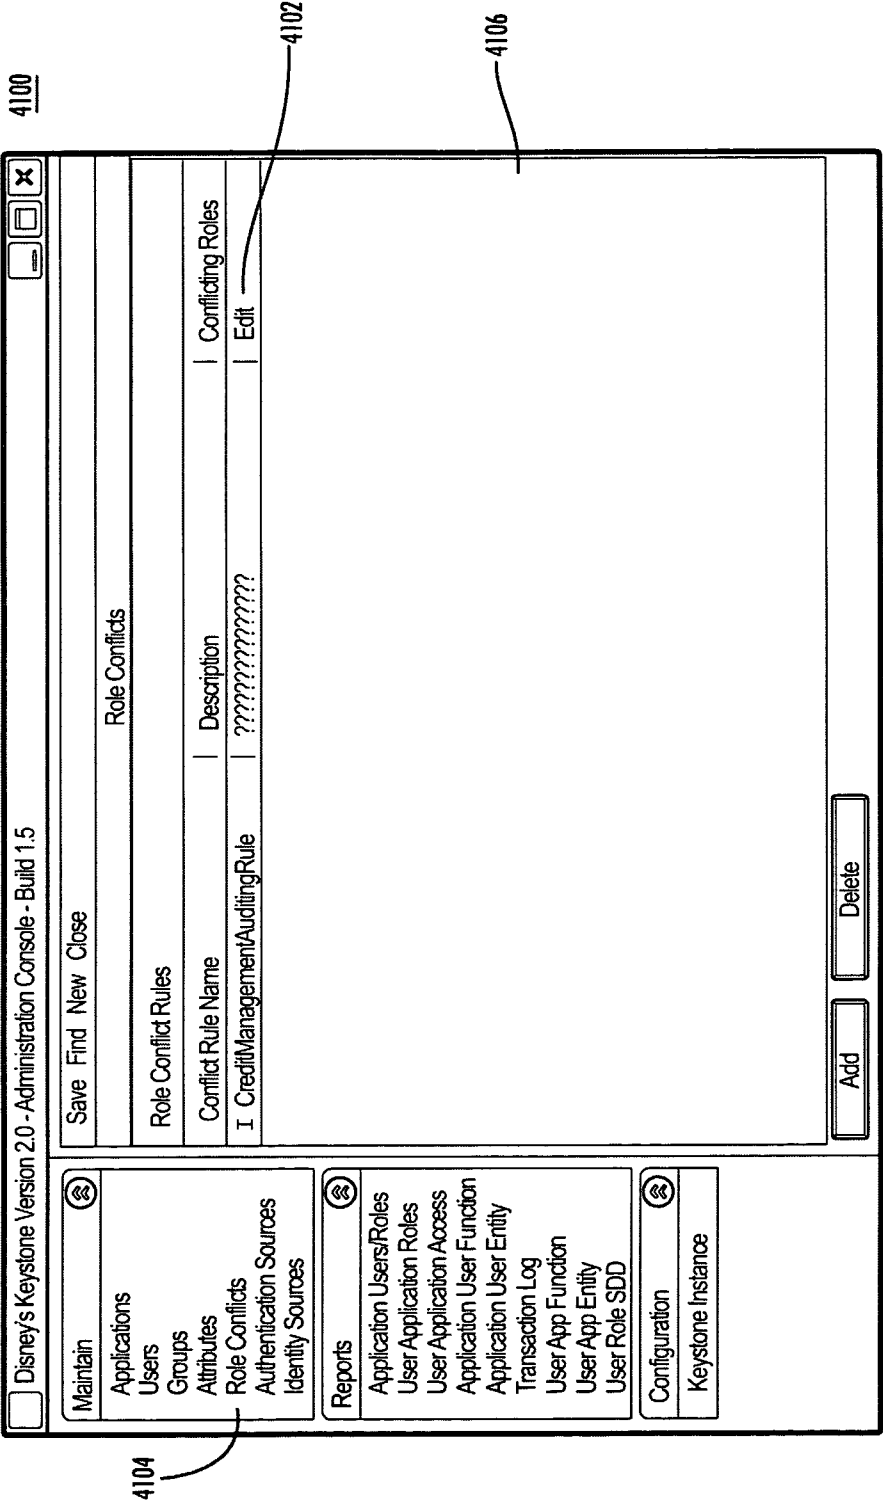 4100
Disney's Keystone Version 2.0 - Administration Console - Build 1.5
Maintain
Applications
Users
Groups
Attributes
Role Conflicts
Authentication Sources
Identity Sources
4104
Reports
Application Users/Roles
User Application Roles
User Application Access
Application User Function
Application User Entity
Transaction Log
User App Function
User App Entity
User Role SDD
Configuration
Keystone Instance
Save Find New Close
Role Conflicts
Role Conflict Rules
Conflict Rule Name | Description | Conflicting Roles
I CreditManagementAuditingRule | ???????????????? | Edit
4102
4106
Add Delete